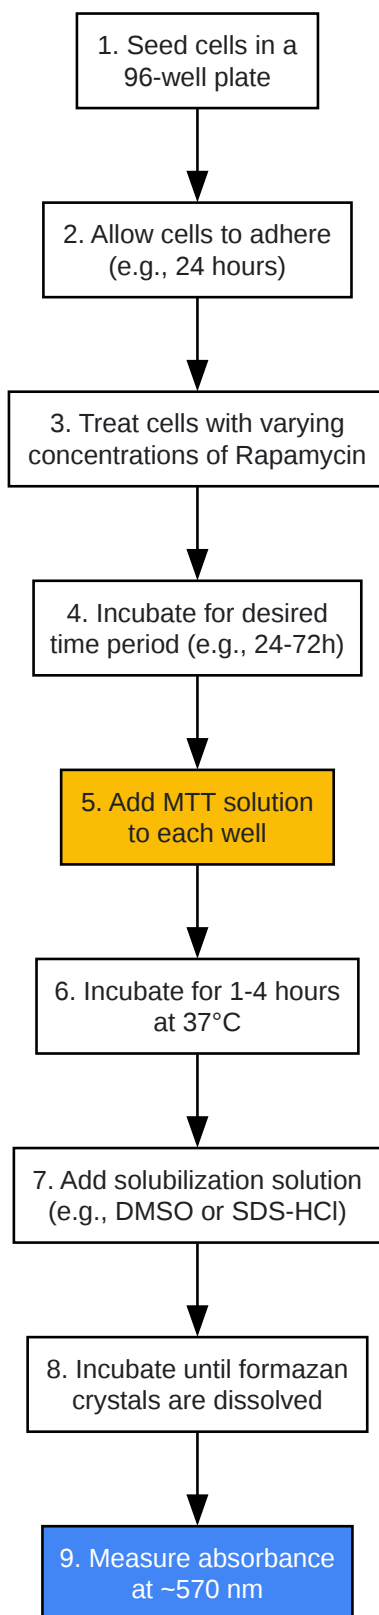 1. Seed cells in a
96-well plate
2. Allow cells to adhere
(e.g., 24 hours)
3. Treat cells with varying
concentrations of Rapamycin
4. Incubate for desired
time period (e.g., 24-72h)
5. Add MTT solution
to each well
6. Incubate for 1-4 hours
at 37°C
7. Add solubilization solution
(e.g., DMSO or SDS-HCl)
8. Incubate until formazan
crystals are dissolved
9. Measure absorbance
at ~570 nm